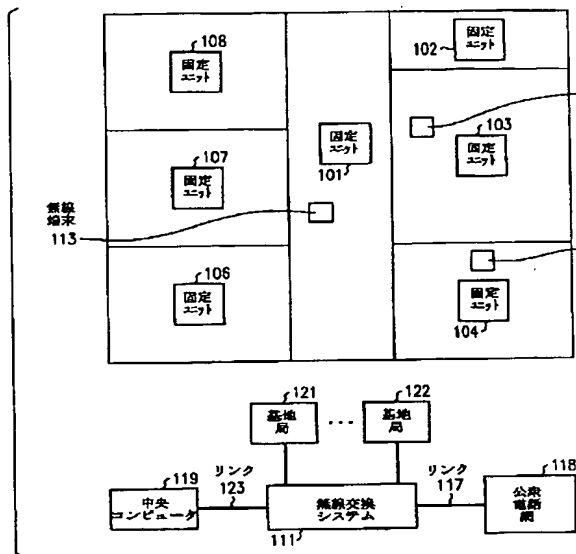 108
固定
ユニット
102
固定
ユニット
107
固定
ユニット
固定
ユニット
101
103
固定
ユニット
無線
端末
113
106
固定
ユニット
固定
ユニット
104
121
基地
局
...
122
基地
局
119
中央
コンピュータ
リンク
123
無線交換
システム
111
リンク
117
118
公衆
電話
網